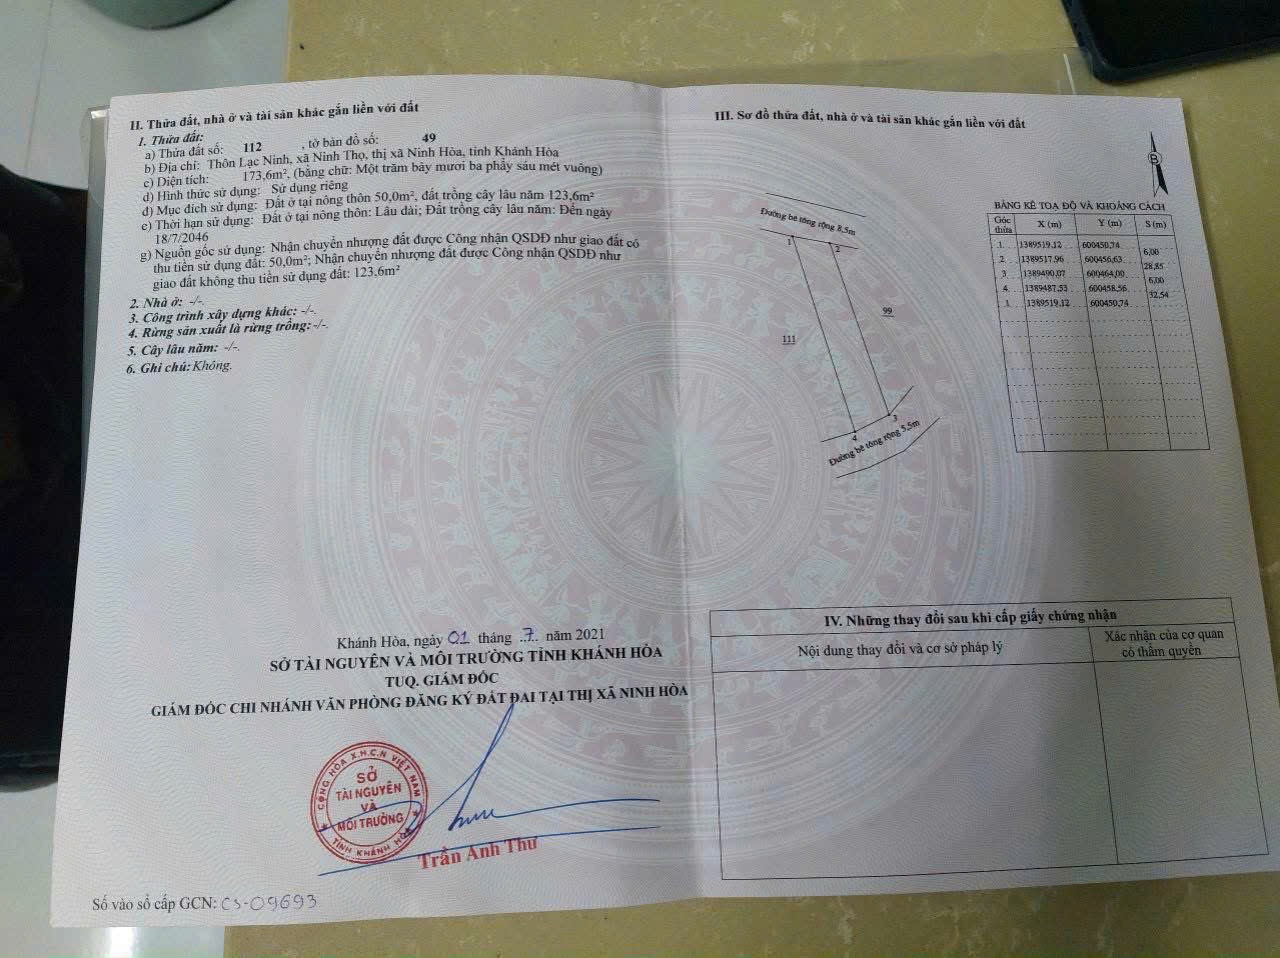 II. Thửa đất, nhà ở và tài sản khác gắn liền với đất
1. Thửa đất:
a) Thửa đất số: 112 , tờ bản đồ số: 49
b) Địa chỉ: Thôn Lạc Ninh, xã Ninh Thọ, thị xã Ninh Hòa, tỉnh Khánh Hòa
c) Diện tích: 173,6m², (bằng chữ: Một trăm bảy mươi ba phẩy sáu mét vuông)
d) Hình thức sử dụng: Sử dụng riêng
đ) Mục đích sử dụng: Đất ở tại nông thôn 50,0m², đất trồng cây lâu năm 123,6m²
e) Thời hạn sử dụng: Đất ở tại nông thôn: Lâu dài; Đất trồng cây lâu năm: Đến ngày
18/7/2046
g) Nguồn gốc sử dụng: Nhận chuyển nhượng đất được Công nhận QSDĐ như giao đất có
thu tiền sử dụng đất: 50,0m²; Nhận chuyển nhượng đất được Công nhận QSDĐ như
giao đất không thu tiền sử dụng đất: 123,6m²
2. Nhà ở: -/-.
3. Công trình xây dựng khác: -/-.
4. Rừng sản xuất là rừng trồng: -/-.
5. Cây lâu năm: -/-.
6. Ghi chú: Không.
Khánh Hòa, ngày 01 tháng .7. năm 2021
SỞ TÀI NGUYÊN VÀ MÔI TRƯỜNG TỈNH KHÁNH HÒA
TUQ. GIÁM ĐỐC
GIÁM ĐỐC CHI NHÁNH VĂN PHÒNG ĐĂNG KÝ ĐẤT ĐAI TẠI THỊ XÃ NINH HÒA
CỘNG HÒA X.H.C.N VIỆT NAM
SỞ
TÀI NGUYÊN
VÀ
MÔI TRƯỜNG
TỈNH KHÁNH HÒA
Trần Anh Thư
Số vào sổ cấp GCN: CS-09693
III. Sơ đồ thửa đất, nhà ở và tài sản khác gắn liền với đất
B
Đường bê tông rộng 8,5m
1
2
99
111
3
4
Đường bê tông rộng 5,5m
BẢNG KÊ TOẠ ĐỘ VÀ KHOẢNG CÁCH
Góc thửa X (m) Y (m) S (m)
1 1389519,12 600450,74
6,00
2 1389517,96 600456,63
28,85
3 1389490,07 600464,00
6,00
4 1389487,53 600458,56
32,54
1 1389519,12 600450,74
IV. Những thay đổi sau khi cấp giấy chứng nhận
Nội dung thay đổi và cơ sở pháp lý
Xác nhận của cơ quan
có thẩm quyền